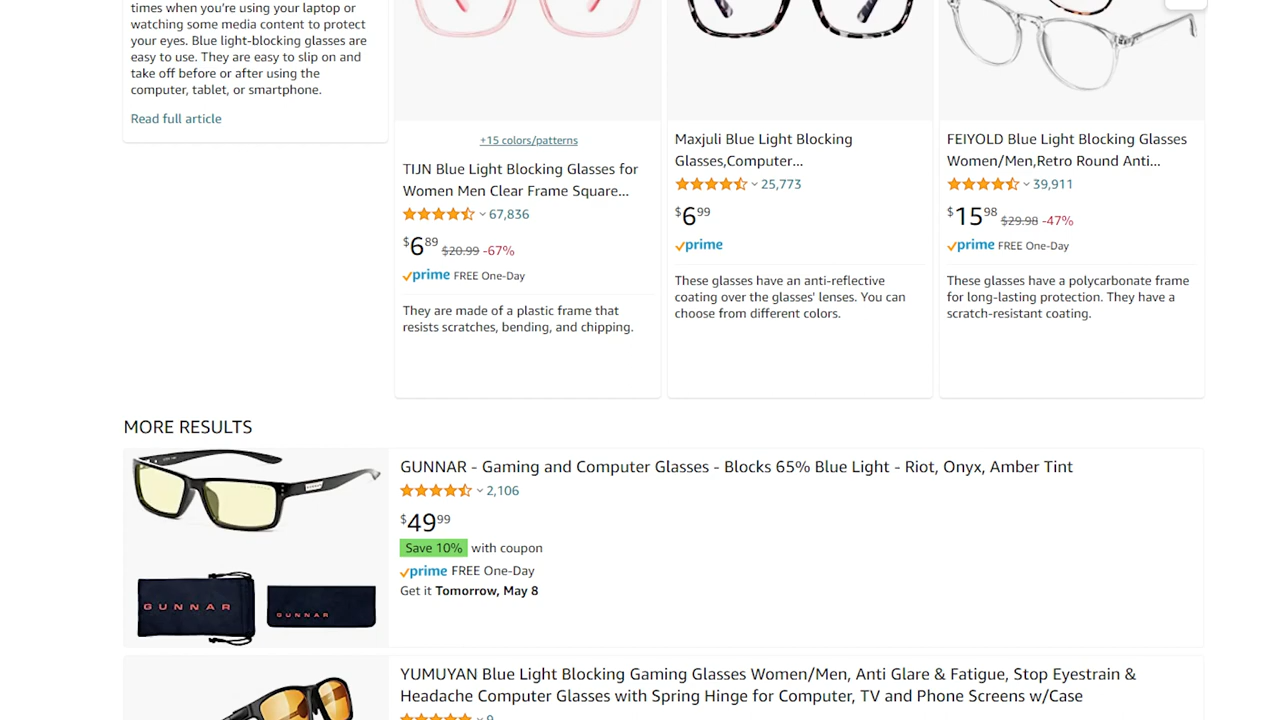 times when you're using your laptop or
watching some media content to protect
your eyes. Blue light-blocking glasses are
easy to use. They are easy to slip on and
take off before or after using the
computer, tablet, or smartphone.
Read full article
+15 colors/patterns
TIJN Blue Light Blocking Glasses for
Women Men Clear Frame Square...
67,836
$6.89 $20.99 -67%
prime FREE One-Day
They are made of a plastic frame that
resists scratches, bending, and chipping.
Maxjuli Blue Light Blocking
Glasses,Computer...
25,773
$6.99
prime
These glasses have an anti-reflective
coating over the glasses' lenses. You can
choose from different colors.
FEIYOLD Blue Light Blocking Glasses
Women/Men,Retro Round Anti...
39,911
$15.98 $29.98 -47%
prime FREE One-Day
These glasses have a polycarbonate frame
for long-lasting protection. They have a
scratch-resistant coating.
MORE RESULTS
GUNNAR
GUNNAR
GUNNAR - Gaming and Computer Glasses - Blocks 65% Blue Light - Riot, Onyx, Amber Tint
2,106
$49.99
Save 10% with coupon
prime FREE One-Day
Get it Tomorrow, May 8
YUMUYAN Blue Light Blocking Gaming Glasses Women/Men, Anti Glare & Fatigue, Stop Eyestrain &
Headache Computer Glasses with Spring Hinge for Computer, TV and Phone Screens w/Case
9